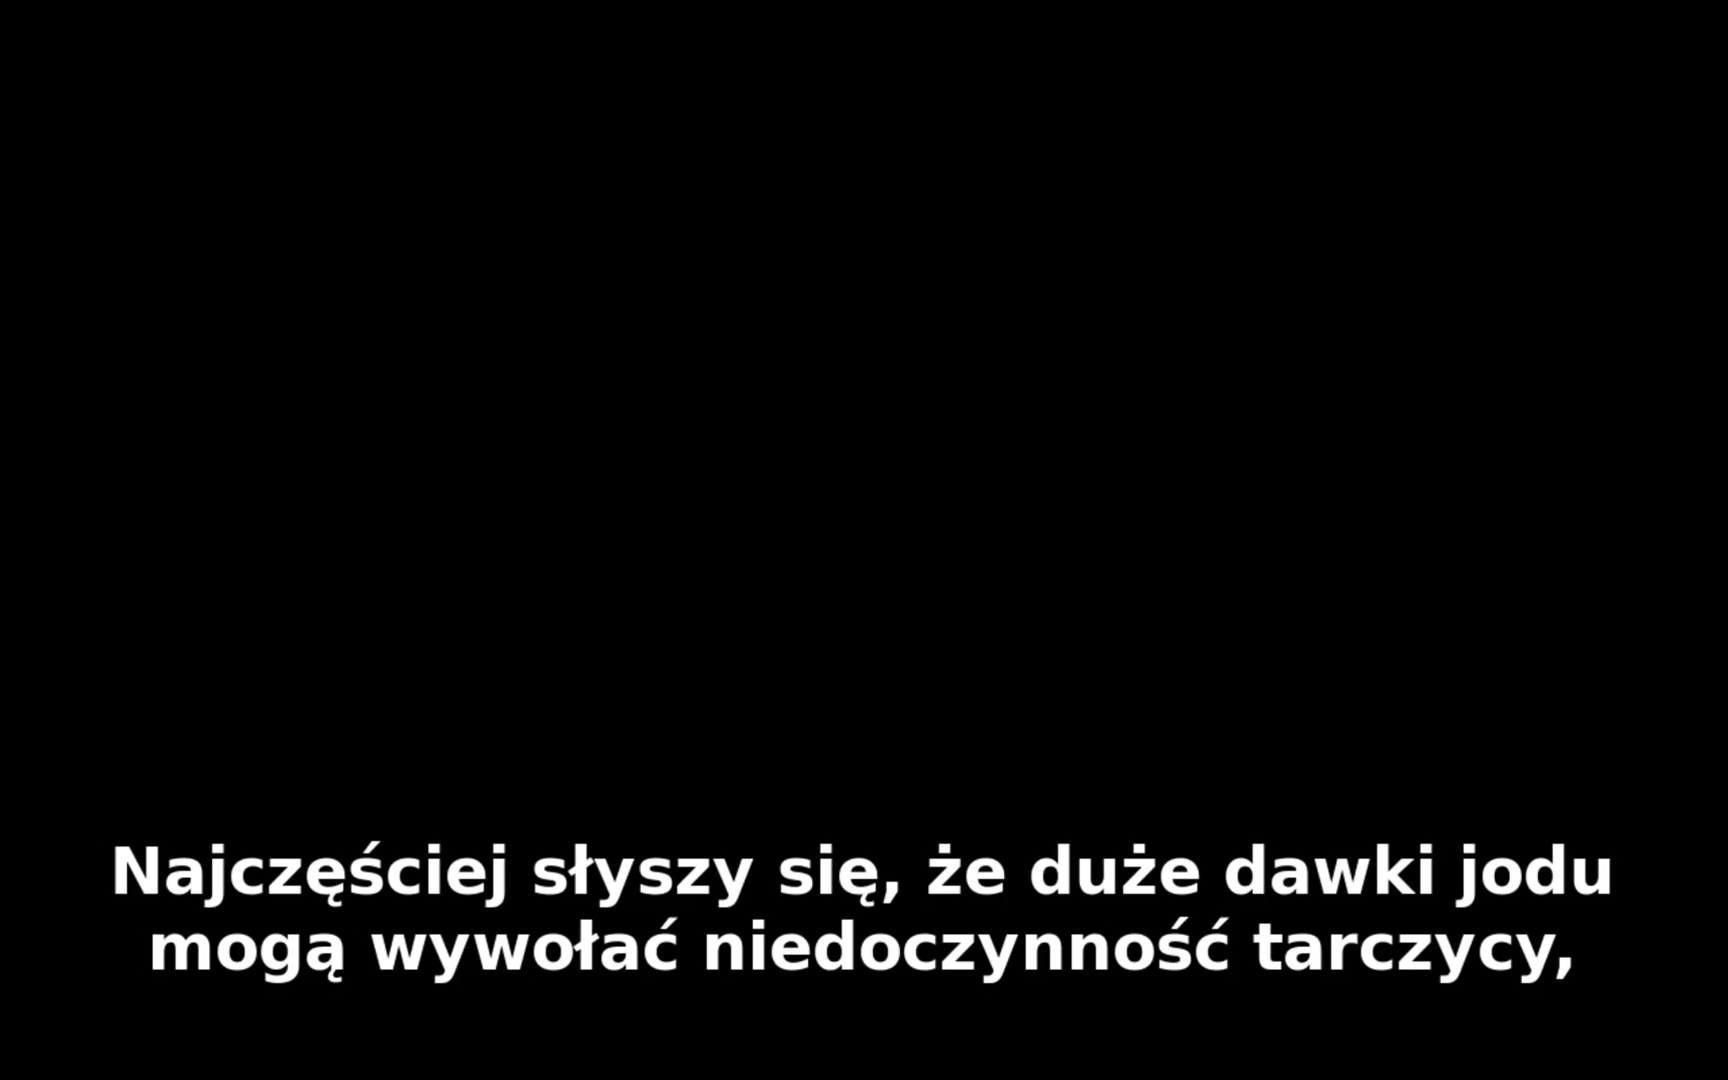 Najczęściej słyszy się, że duże dawki jodu
mogą wywołać niedoczynność tarczycy,